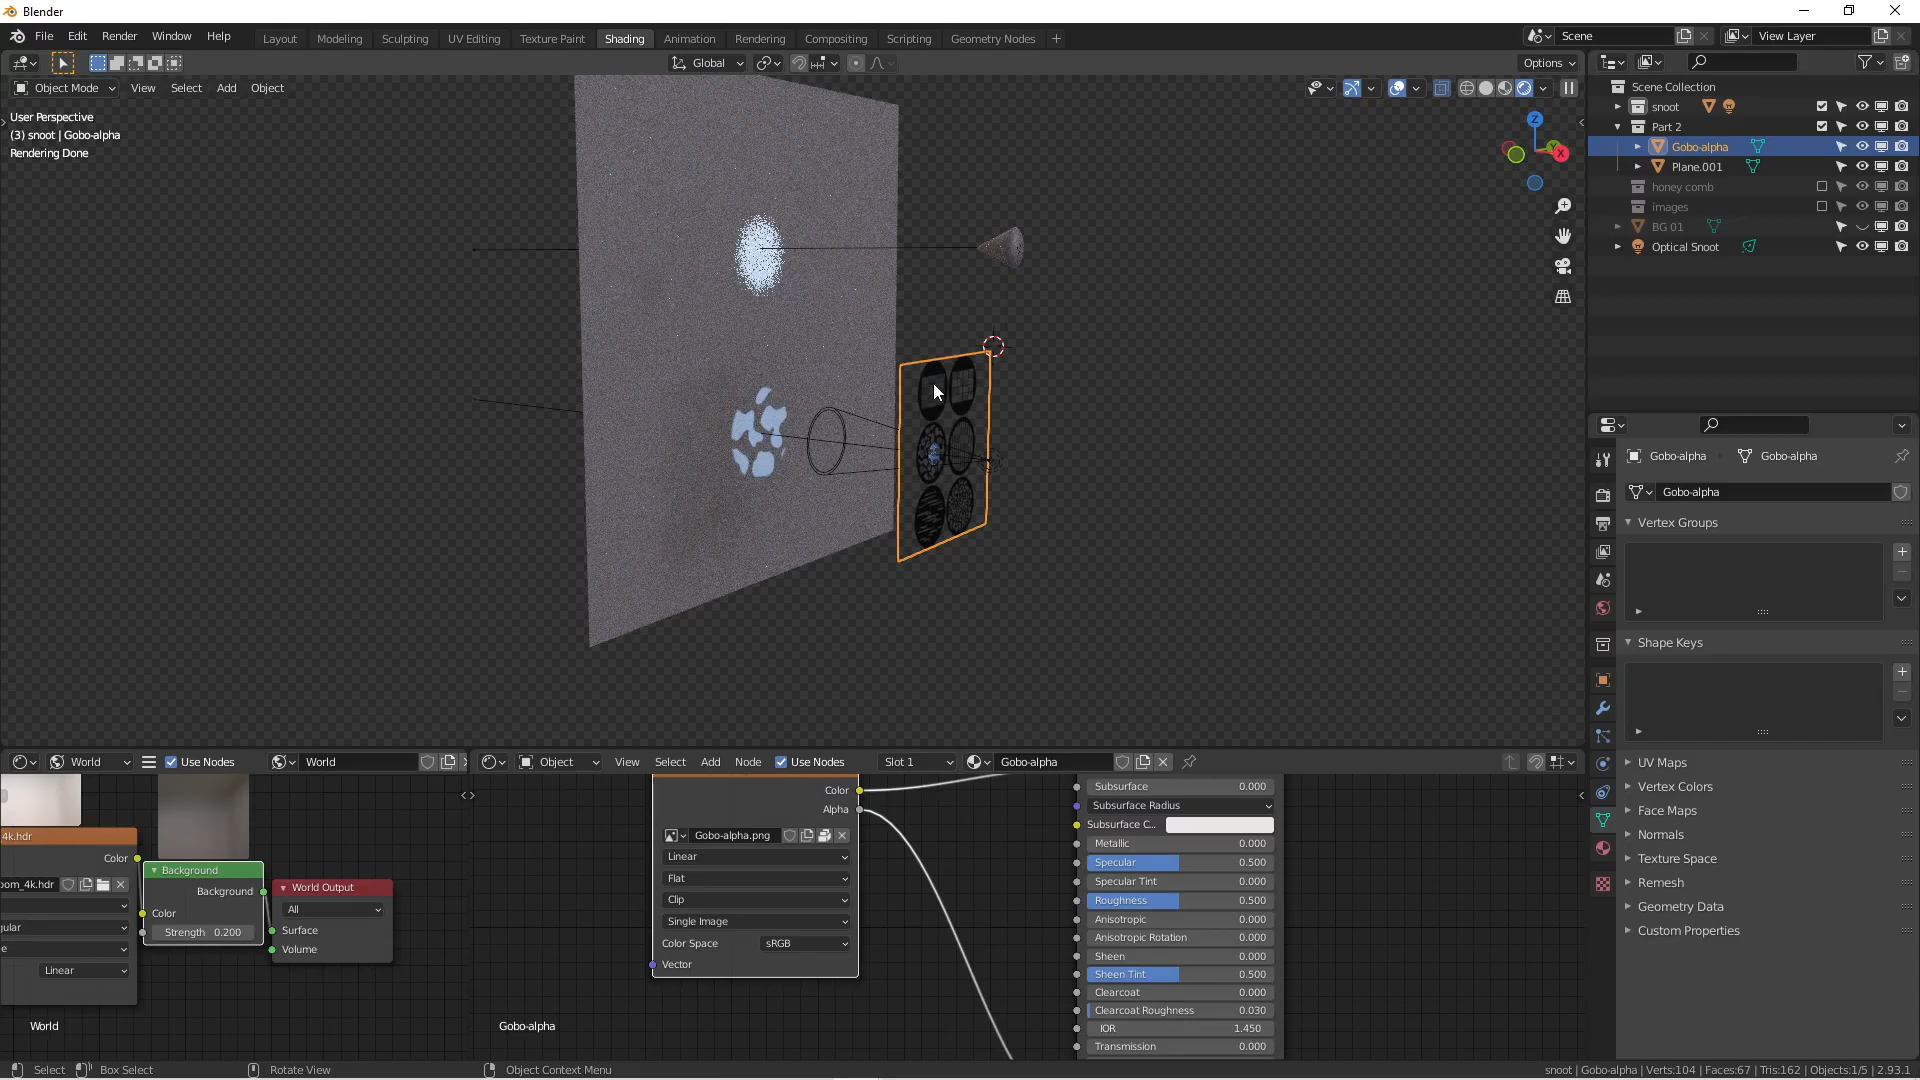 Blender
File Edit Render Window Help
Layout Modeling Sculpting UV Editing Texture Paint Shading Animation Rendering Compositing Scripting Geometry Nodes +
Scene
View Layer
Global
Options
Object Mode View Select Add Object
User Perspective
(3) snoot | Gobo-alpha
Rendering Done
Z
X
Scene Collection
snoot
Part 2
Gobo-alpha
Plane.001
honey comb
images
BG 01
Optical Snoot
Gobo-alpha
Gobo-alpha
Gobo-alpha
Vertex Groups
Shape Keys
UV Maps
Vertex Colors
Face Maps
Normals
Texture Space
Remesh
Geometry Data
Custom Properties
World
Use Nodes
World
4k.hdr
Color
oom_4k.hdr
gular
e
Linear
Background
Background
Color
Strength 0.200
World Output
All
Surface
Volume
World
Object View Select Add Node Use Nodes Slot 1 Gobo-alpha
Color
Alpha
Gobo-alpha.png
Linear
Flat
Clip
Single Image
Color Space sRGB
Vector
Gobo-alpha
Subsurface 0.000
Subsurface Radius
Subsurface C...
Metallic 0.000
Specular 0.500
Specular Tint 0.000
Roughness 0.500
Anisotropic 0.000
Anisotropic Rotation 0.000
Sheen 0.000
Sheen Tint 0.500
Clearcoat 0.000
Clearcoat Roughness 0.030
IOR 1.450
Transmission 0.000
Select Box Select Rotate View Object Context Menu
snoot | Gobo-alpha | Verts:104 | Faces:67 | Tris:162 | Objects:1/5 | 2.93.1